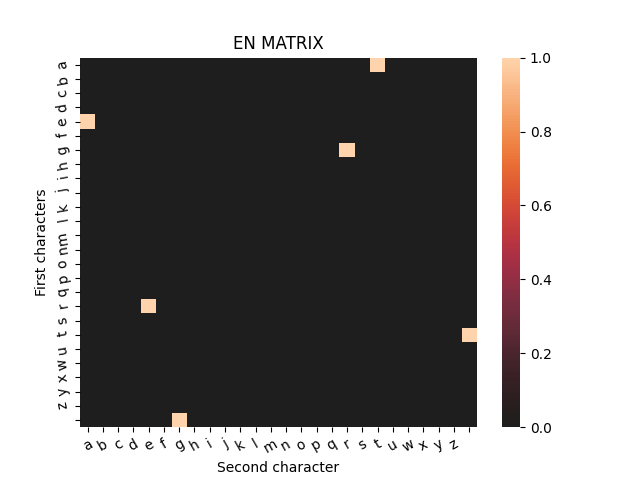 EN MATRIX
First characters
a
b
c
d
e
f
g
h
i
j
k
l
m
n
o
p
q
r
s
t
u
w
x
y
z
a b c d e f g h i j k l m n o p q r s t u w x y z
Second character
1.0
0.8
0.6
0.4
0.2
0.0